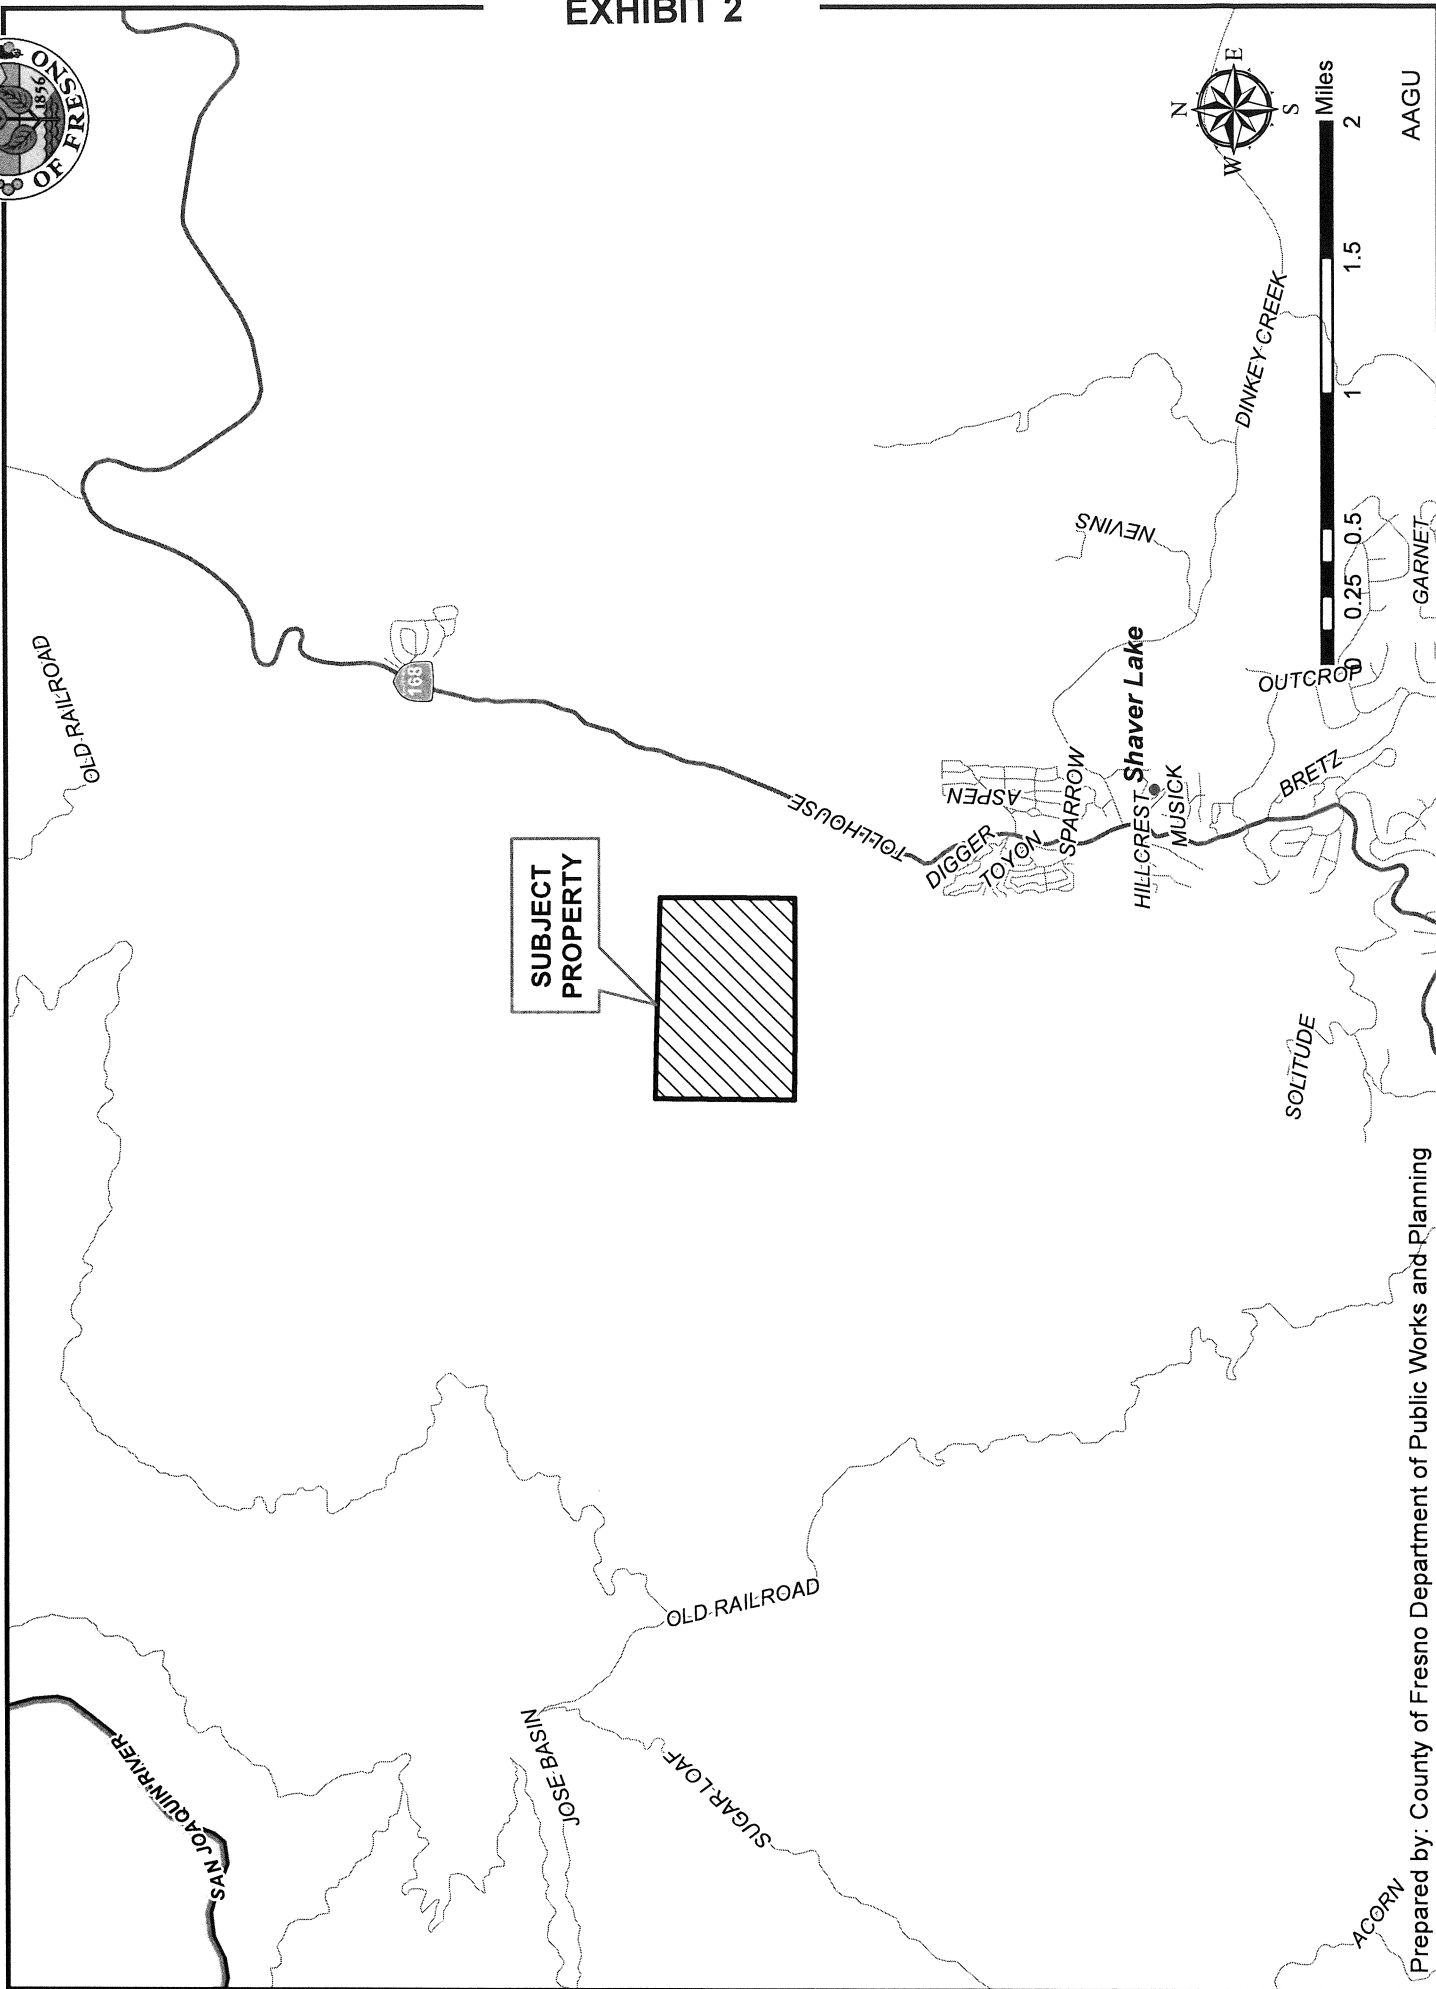 EXHIBIT 2
OF FRESNO
1856
OLD RAILROAD
168
SUBJECT
PROPERTY
TOLLHOUSE
DIGGER
TOYON
ASPEN
SPARROW
HILLCREST
Shaver Lake
MUSICK
NEVINS
DINKEY CREEK
OUTCROP
BRETZ
GARNET
SOLITUDE
SAN JOAQUIN RIVER
JOSE BASIN
OLD RAILROAD
SUGAR LOAF
ACORN
N
E
S
W
0 0.25 0.5 1 1.5 2
Miles
AAGU
Prepared by: County of Fresno Department of Public Works and Planning